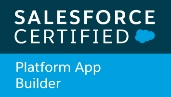 SALESFORCE
CERTIFIED
Platform App
Builder